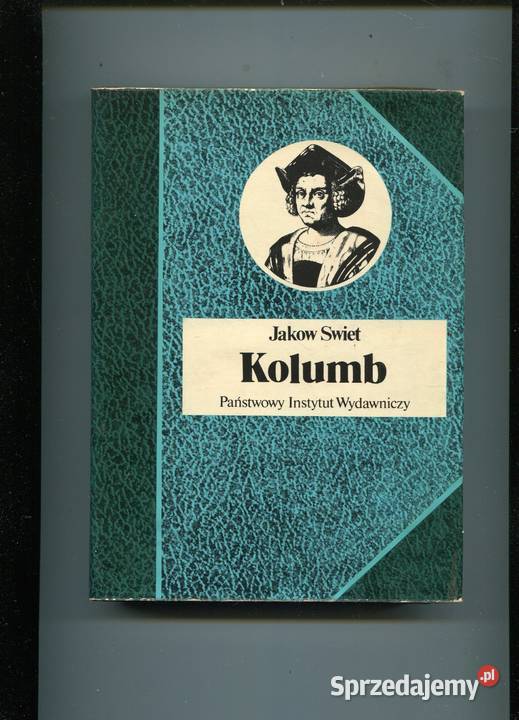 Jakow Swiet
Kolumb
Państwowy Instytut Wydawniczy
Sprzedajemy.pl